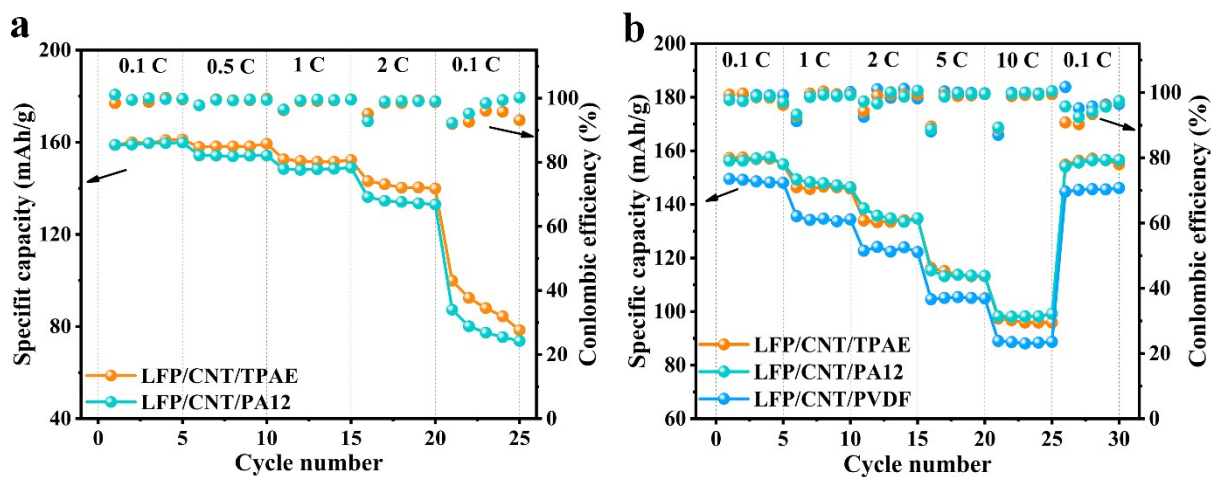 a
200
160
120
80
40
Specifit capacity (mAh/g)
0.1 C 0.5 C 1 C 2 C 0.1 C
100
80
60
40
20
0
Conlombic efficiency (%)
LFP/CNT/TPAE
LFP/CNT/PA12
0 5 10 15 20 25
Cycle number
b
200
180
160
140
120
100
80
60
Specific capacity (mAh/g)
0.1 C 1 C 2 C 5 C 10 C 0.1 C
100
80
60
40
20
0
Conlombic efficiency (%)
LFP/CNT/TPAE
LFP/CNT/PA12
LFP/CNT/PVDF
0 5 10 15 20 25 30
Cycle number